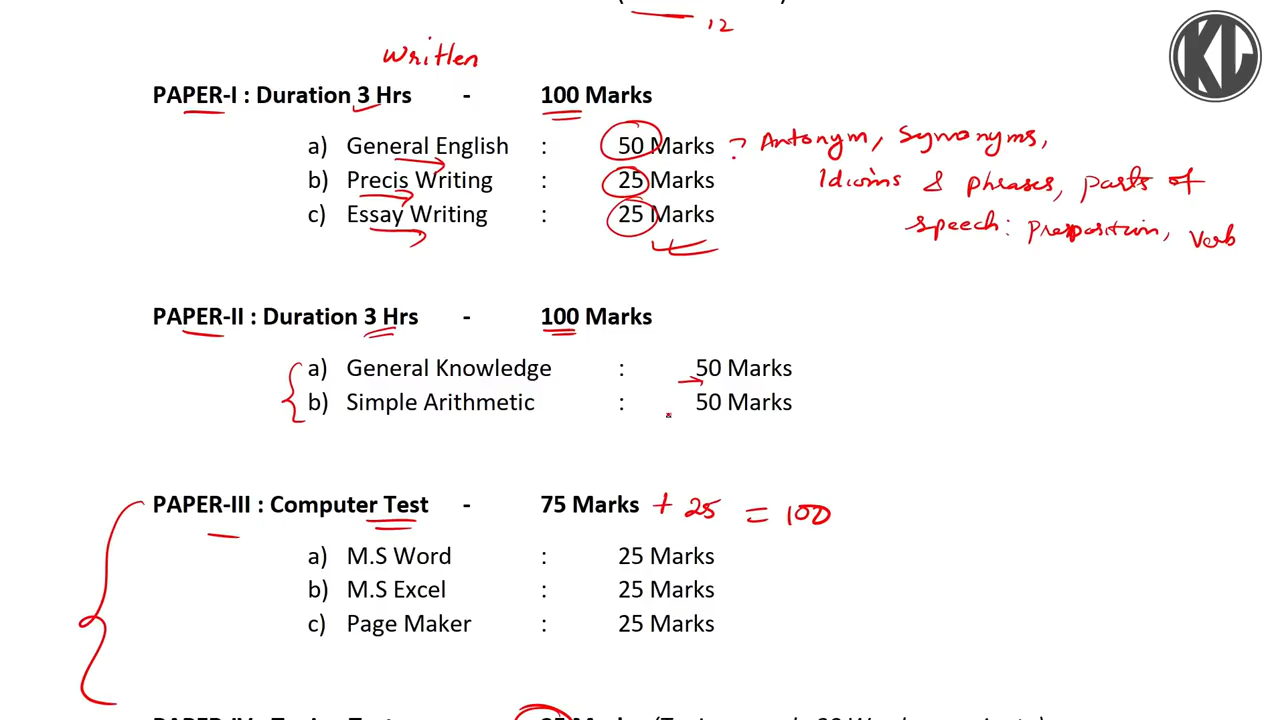 12
KL
Written
PAPER-I : Duration 3 Hrs - 100 Marks
a) General English : 50 Marks ? Antonym, Synonyms,
b) Precis Writing : 25 Marks Idioms & phrases, parts of
c) Essay Writing : 25 Marks speech: Preposition, Verb
PAPER-II : Duration 3 Hrs - 100 Marks
a) General Knowledge : 50 Marks
b) Simple Arithmetic : 50 Marks
PAPER-III : Computer Test - 75 Marks + 25 = 100
a) M.S Word : 25 Marks
b) M.S Excel : 25 Marks
c) Page Maker : 25 Marks